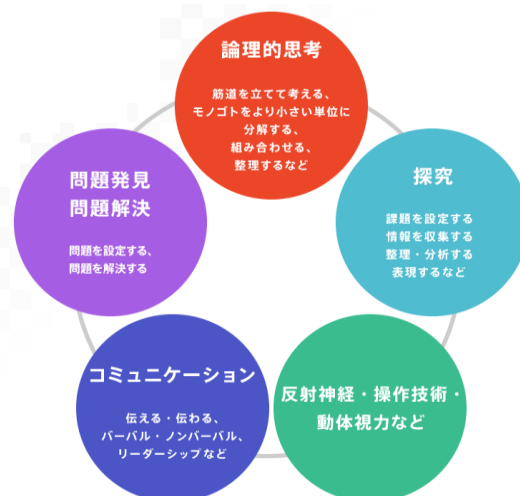 論理的思考
筋道を立てて考える、
モノゴトをより小さい単位に
分解する、
組み合わせる、
整理するなど
問題発見
問題解決
問題を設定する、
問題を解決する
探究
課題を設定する
情報を収集する
整理・分析する
表現するなど
コミュニケーション
伝える・伝わる、
バーバル・ノンバーバル、
リーダーシップなど
反射神経・操作技術・
動体視力など